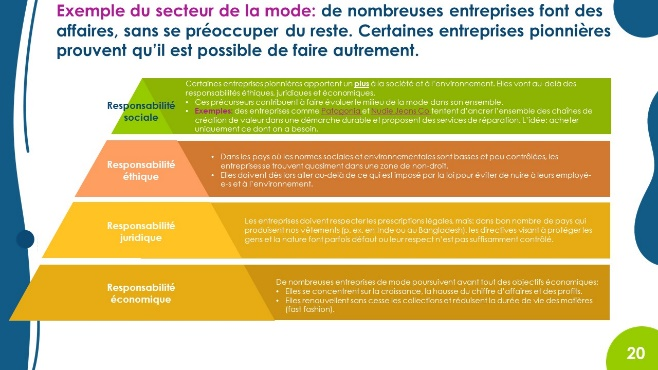 Exemple du secteur de la mode: de nombreuses entreprises font des
affaires, sans se préoccuper du reste. Certaines entreprises pionnières
prouvent qu’il est possible de faire autrement.
Responsabilité
sociale
Certaines entreprises pionnières apportent un plus à la société et à l’environnement. Elles vont au-delà des
responsabilités éthiques, juridiques et économiques.
• Ces précurseurs contribuent à faire évoluer le milieu de la mode dans son ensemble.
• Exemples: des entreprises comme Patagonia et Nudie Jeans Co. tentent d’ancrer l’ensemble des chaînes de
création de valeur dans une démarche durable et proposent des services de réparation. L’idée: acheter
uniquement ce dont on a besoin.
Responsabilité
éthique
• Dans les pays où les normes sociales et environnementales sont basses et peu contrôlées, les
entreprises se trouvent quasiment dans une zone de non-droit.
• Elles doivent dès lors aller au-delà de ce qui est imposé par la loi pour éviter de nuire à leurs employé-
e-s et à l’environnement.
Responsabilité
juridique
Les entreprises doivent respecter les prescriptions légales, mais: dans bon nombre de pays qui
produisent nos vêtements (p. ex. en Inde ou au Bangladesh), les directives visant à protéger les
gens et la nature font parfois défaut ou leur respect n’est pas suffisamment contrôlé.
Responsabilité
économique
De nombreuses entreprises de mode poursuivent avant tout des objectifs économiques:
• Elles se concentrent sur la croissance, la hausse du chiffre d’affaires et des profits.
• Elles renouvellent sans cesse les collections et réduisent la durée de vie des matières
(fast fashion).
20